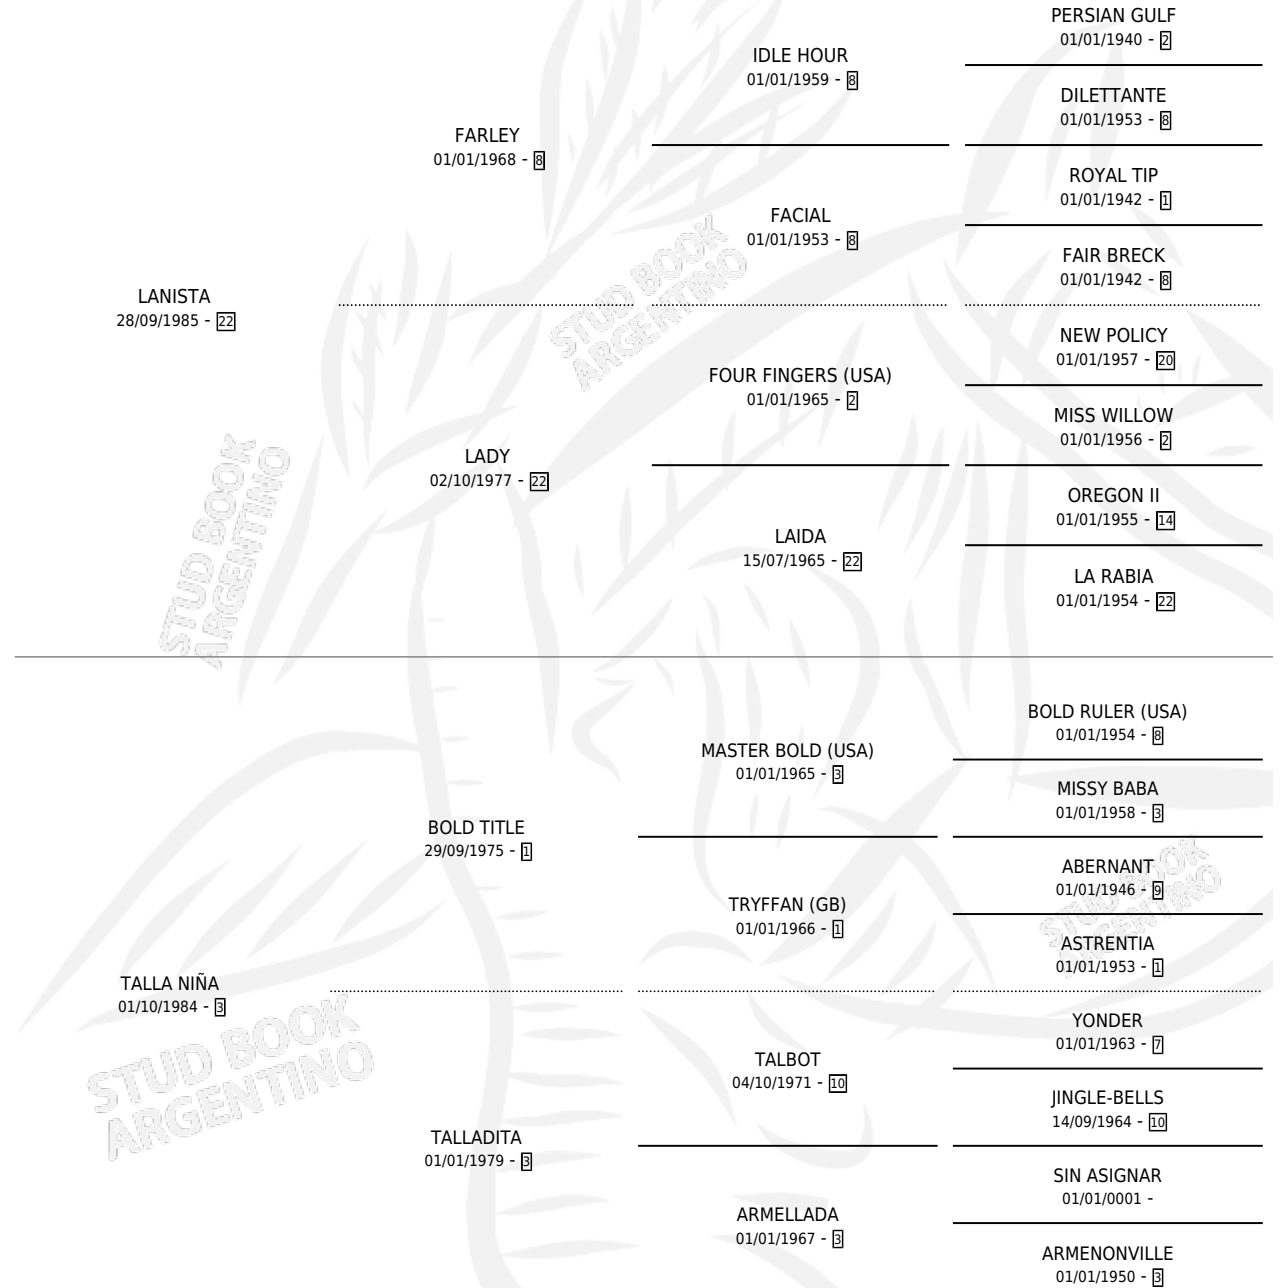 PERSIAN GULF
01/01/1940 - 2
IDLE HOUR
01/01/1959 - 8
DILETTANTE
01/01/1953 - 8
FARLEY
01/01/1968 - 8
ROYAL TIP
01/01/1942 - 1
FACIAL
01/01/1953 - 8
FAIR BRECK
01/01/1942 - 8
LANISTA
28/09/1985 - 22
NEW POLICY
01/01/1957 - 20
FOUR FINGERS (USA)
01/01/1965 - 2
MISS WILLOW
01/01/1956 - 2
LADY
02/10/1977 - 22
OREGON II
01/01/1955 - 14
LAIDA
15/07/1965 - 22
LA RABIA
01/01/1954 - 22
BOLD RULER (USA)
01/01/1954 - 8
MASTER BOLD (USA)
01/01/1965 - 3
MISSY BABA
01/01/1958 - 3
BOLD TITLE
29/09/1975 - 1
ABERNANT
01/01/1946 - 9
TRYFFAN (GB)
01/01/1966 - 1
ASTRENTIA
01/01/1953 - 1
TALLA NIÑA
01/10/1984 - 3
YONDER
01/01/1963 - 7
TALBOT
04/10/1971 - 10
JINGLE-BELLS
14/09/1964 - 10
TALLADITA
01/01/1979 - 3
SIN ASIGNAR
01/01/0001 -
ARMELLADA
01/01/1967 - 3
ARMENONVILLE
01/01/1950 - 3
STUD BOOK
ARGENTINO
STUD BOOK
ARGENTINO
STUD BOOK
ARGENTINO
STUD BOOK
ARGENTINO